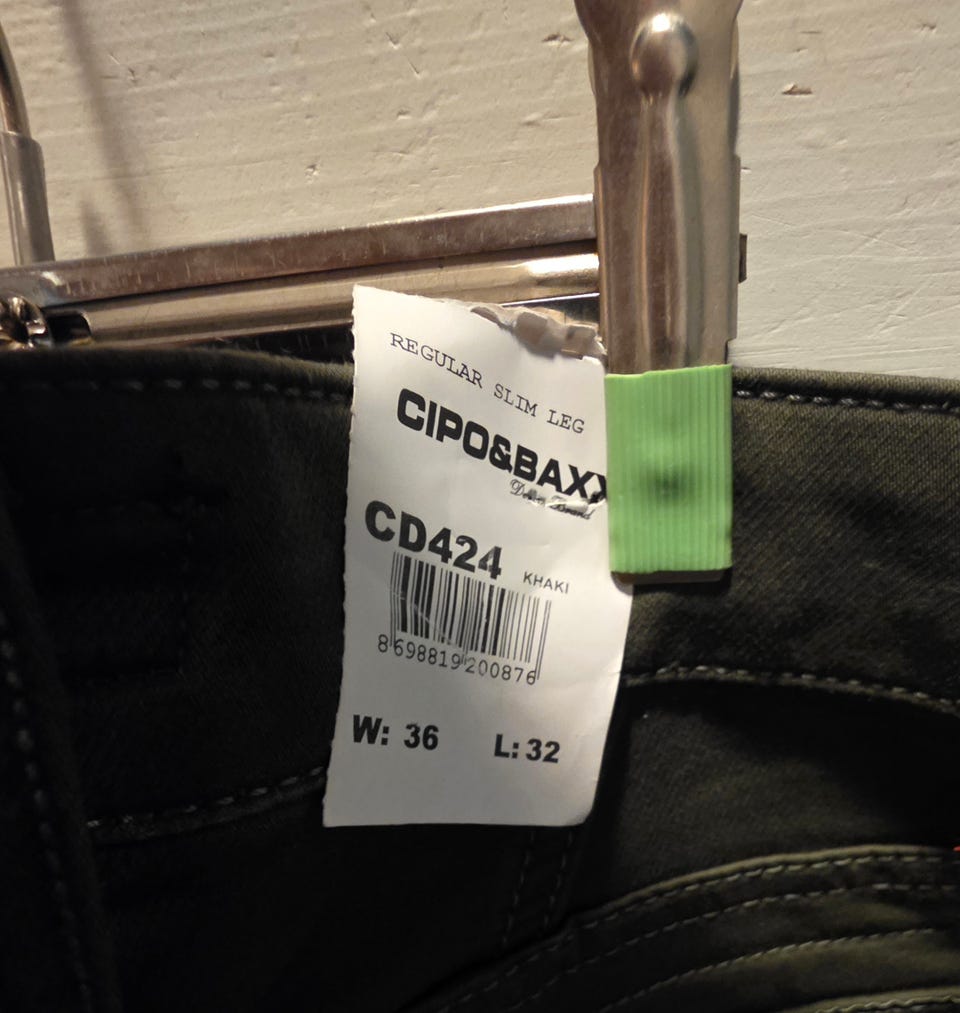 REGULAR SLIM LEG
CIPO&BAXX
CD424
KHAKI
8698819200876
W: 36 L: 32